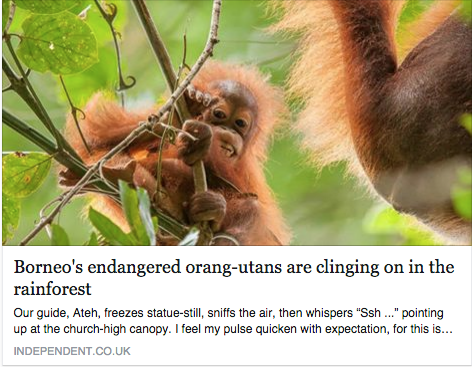 Borneo's endangered orang-utans are clinging on in the
rainforest
Our guide, Ateh, freezes statue-still, sniffs the air, then whispers “Ssh ...” pointing
up at the church-high canopy. I feel my pulse quicken with expectation, for this is…
INDEPENDENT.CO.UK